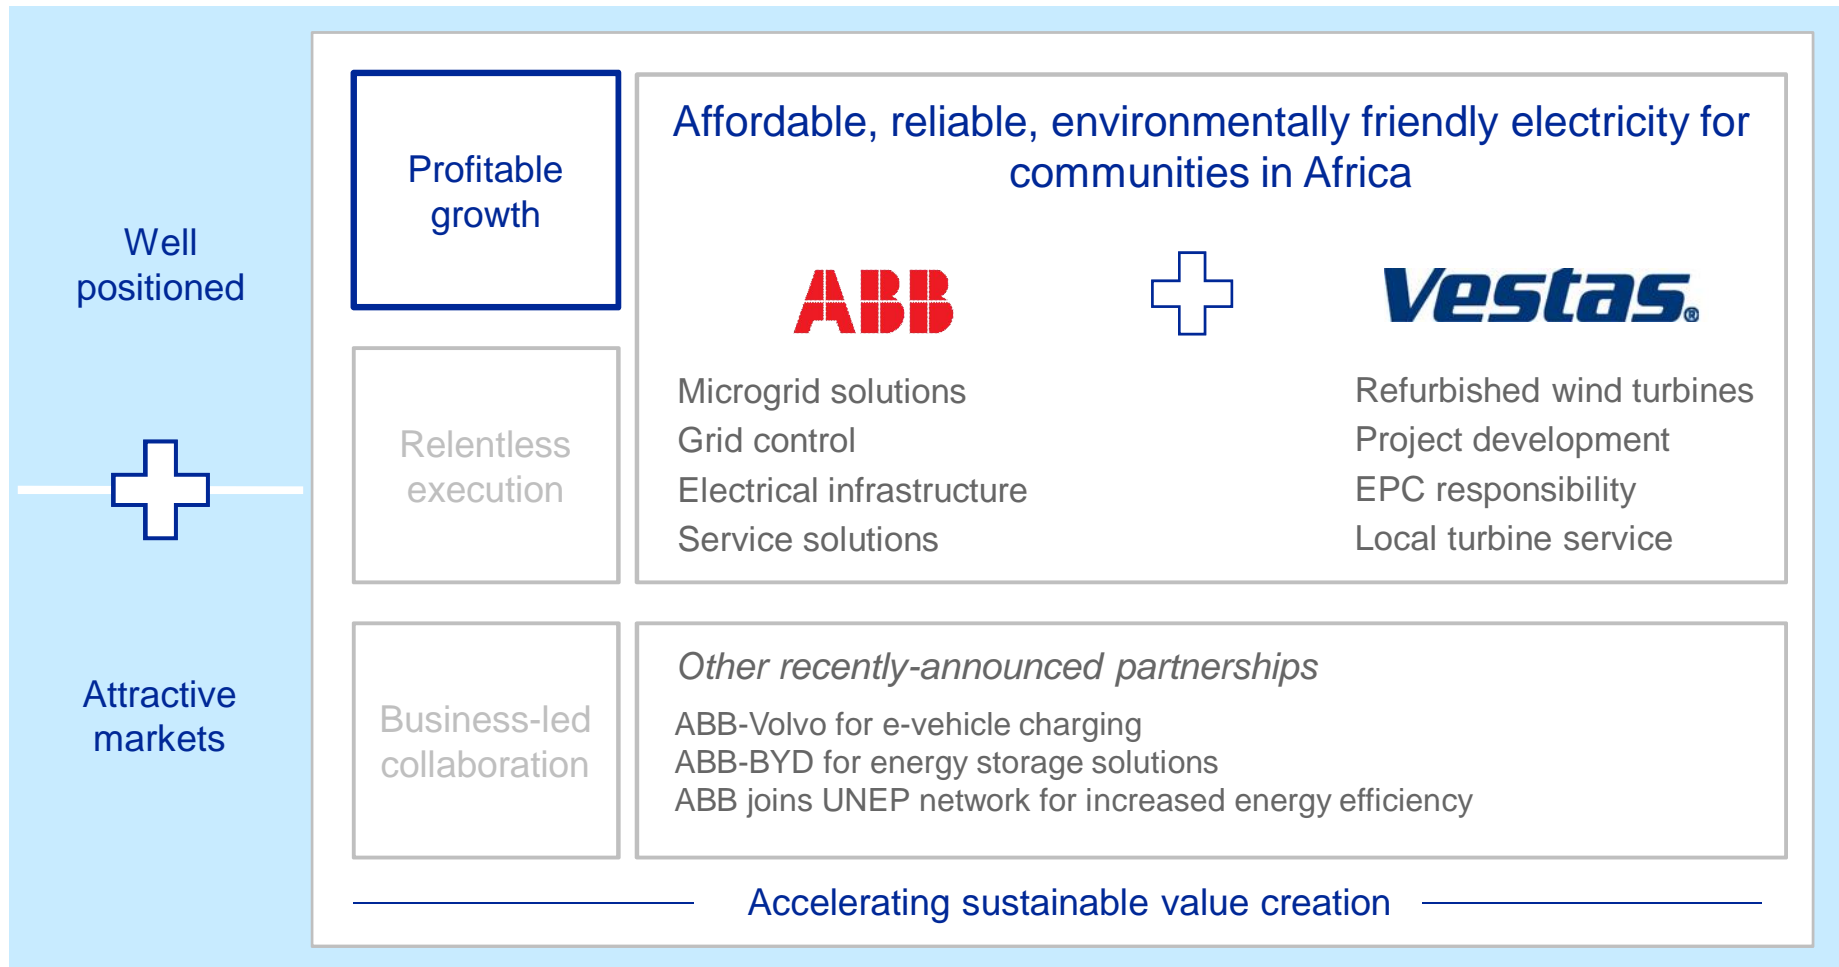 Well
positioned
Attractive
markets
Profitable
growth
Relentless
execution
Business-led
collaboration
Affordable, reliable, environmentally friendly electricity for
communities in Africa
ABB
Vestas®
Microgrid solutions
Grid control
Electrical infrastructure
Service solutions
Refurbished wind turbines
Project development
EPC responsibility
Local turbine service
Other recently-announced partnerships
ABB-Volvo for e-vehicle charging
ABB-BYD for energy storage solutions
ABB joins UNEP network for increased energy efficiency
Accelerating sustainable value creation